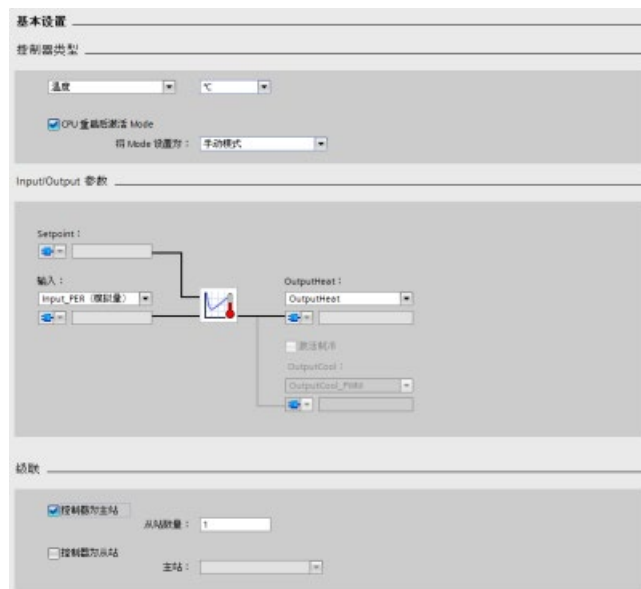 基本设置
控制器类型
温度 ℃
CPU 重启后激活 Mode
将 Mode 设置为： 手动模式
Input/Output 参数
Setpoint：
输入： OutputHeat：
Input_PER（模拟量） OutputHeat
激活制冷
OutputCool：
OutputCool_PWM
级联
控制器为主站
从站数量： 1
控制器为从站
主站：